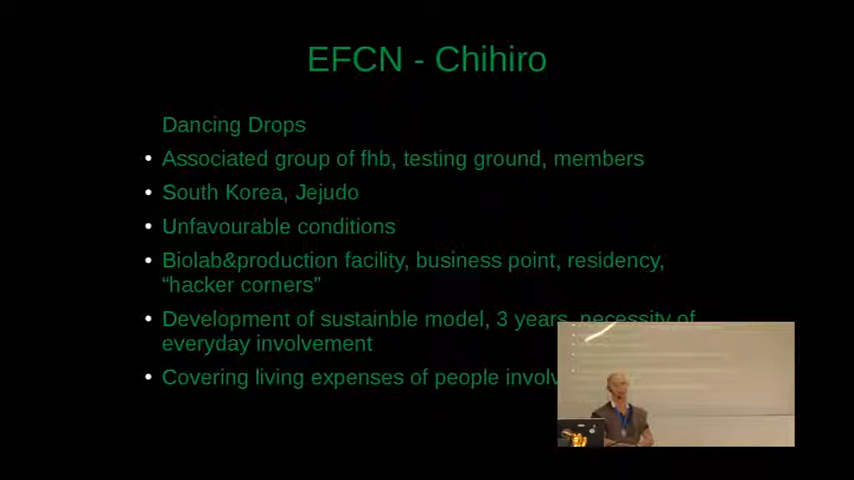 EFCN - Chihiro
Dancing Drops
Associated group of fhb, testing ground, members
South Korea, Jejudo
Unfavourable conditions
Biolab&production facility, business point, residency,
“hacker corners”
Development of sustainble model, 3 years, necessity of
everyday involvement
Covering living expenses of people involv